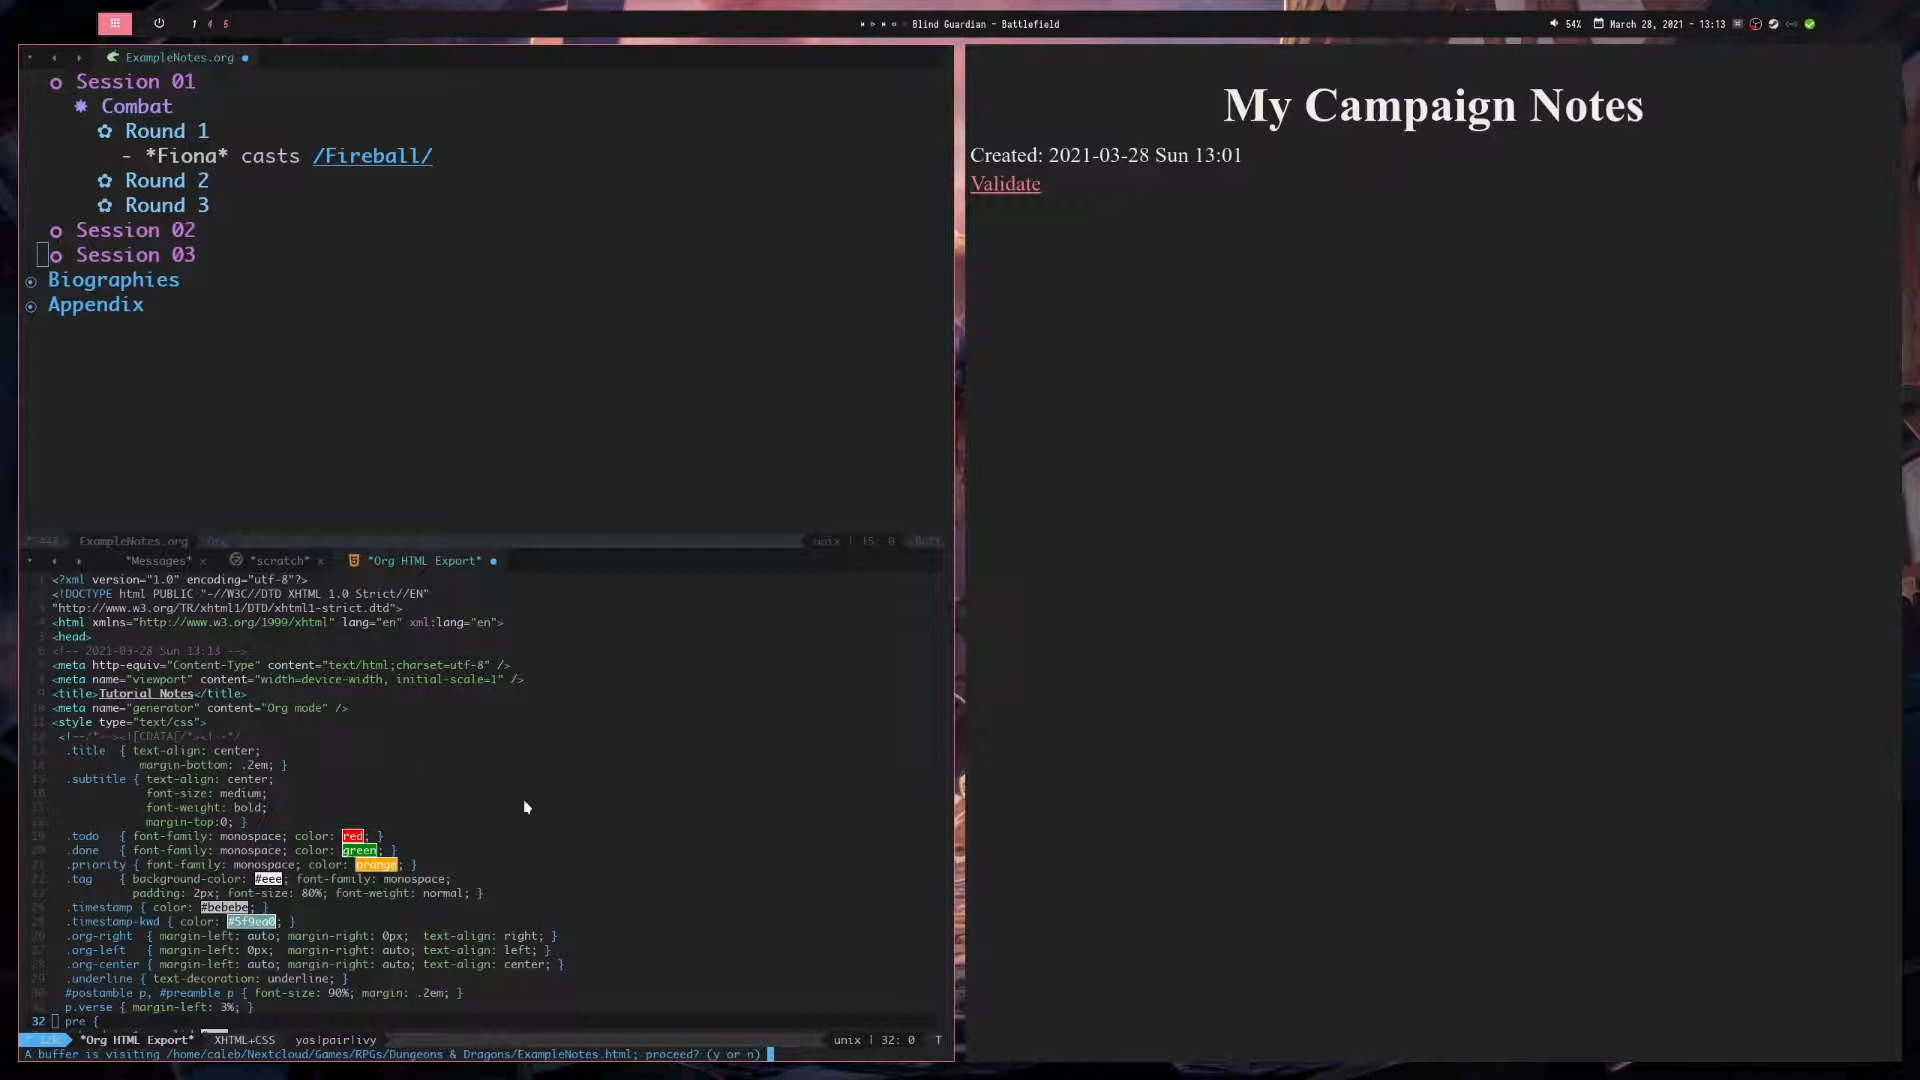 1 4 5
Blind Guardian - Battlefield
54% March 28, 2021 - 13:13
ExampleNotes.org
Session 01
Combat
Round 1
- *Fiona* casts /Fireball/
Round 2
Round 3
Session 02
Session 03
Biographies
Appendix
ExampleNotes.org Org unix | 15: 0
*Messages* × *scratch* × *Org HTML Export*
<?xml version="1.0" encoding="utf-8"?>
<!DOCTYPE html PUBLIC "-//W3C//DTD XHTML 1.0 Strict//EN"
"http://www.w3.org/TR/xhtml1/DTD/xhtml1-strict.dtd">
<html xmlns="http://www.w3.org/1999/xhtml" lang="en" xml:lang="en">
<head>
<!-- 2021-03-28 Sun 13:13 -->
<meta http-equiv="Content-Type" content="text/html;charset=utf-8" />
<meta name="viewport" content="width=device-width, initial-scale=1" />
<title>Tutorial Notes</title>
<meta name="generator" content="Org mode" />
<style type="text/css">
<!--/*--><![CDATA[/*><!--*/
.title { text-align: center;
margin-bottom: .2em; }
.subtitle { text-align: center;
font-size: medium;
font-weight: bold;
margin-top:0; }
.todo { font-family: monospace; color: red; }
.done { font-family: monospace; color: green; }
.priority { font-family: monospace; color: orange; }
.tag { background-color: #eee; font-family: monospace;
padding: 2px; font-size: 80%; font-weight: normal; }
.timestamp { color: #bebebe; }
.timestamp-kwd { color: #5f9ea0; }
.org-right { margin-left: auto; margin-right: 0px; text-align: right; }
.org-left { margin-left: 0px; margin-right: auto; text-align: left; }
.org-center { margin-left: auto; margin-right: auto; text-align: center; }
.underline { text-decoration: underline; }
#postamble p, #preamble p { font-size: 90%; margin: .2em; }
p.verse { margin-left: 3%; }
32 pre {
*Org HTML Export* XHTML+CSS yas|pair|ivy unix | 32: 0 T
A buffer is visiting /home/caleb/Nextcloud/Games/RPGs/Dungeons & Dragons/ExampleNotes.html; proceed? (y or n)
My Campaign Notes
Created: 2021-03-28 Sun 13:01
Validate